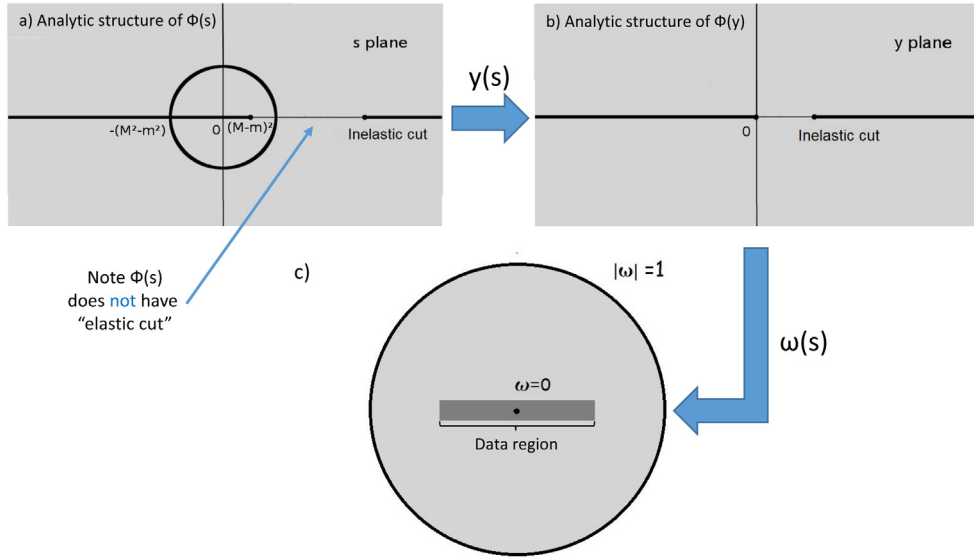 a) Analytic structure of Φ(s)
s plane
-(M²-m²)
0
(M-m)²
Inelastic cut
y(s)
b) Analytic structure of Φ(y)
y plane
0
Inelastic cut
Note Φ(s)
does not have
“elastic cut”
c)
|ω| =1
ω=0
Data region
ω(s)